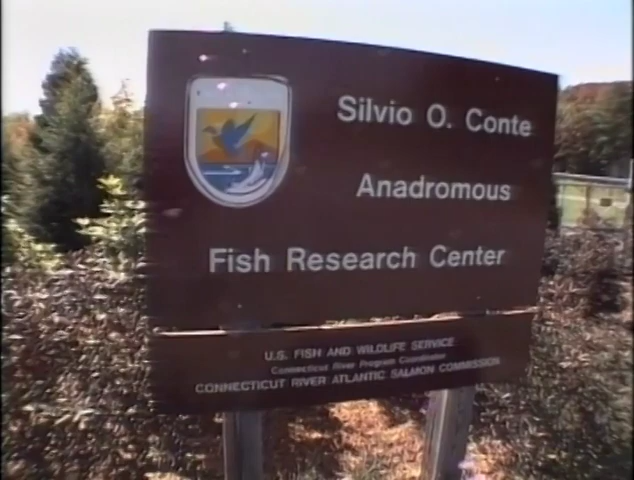 Silvio O. Conte
Anadromous
Fish Research Center
U.S. FISH AND WILDLIFE SERVICE
Connecticut River Program Coordinator
CONNECTICUT RIVER ATLANTIC SALMON COMMISSION